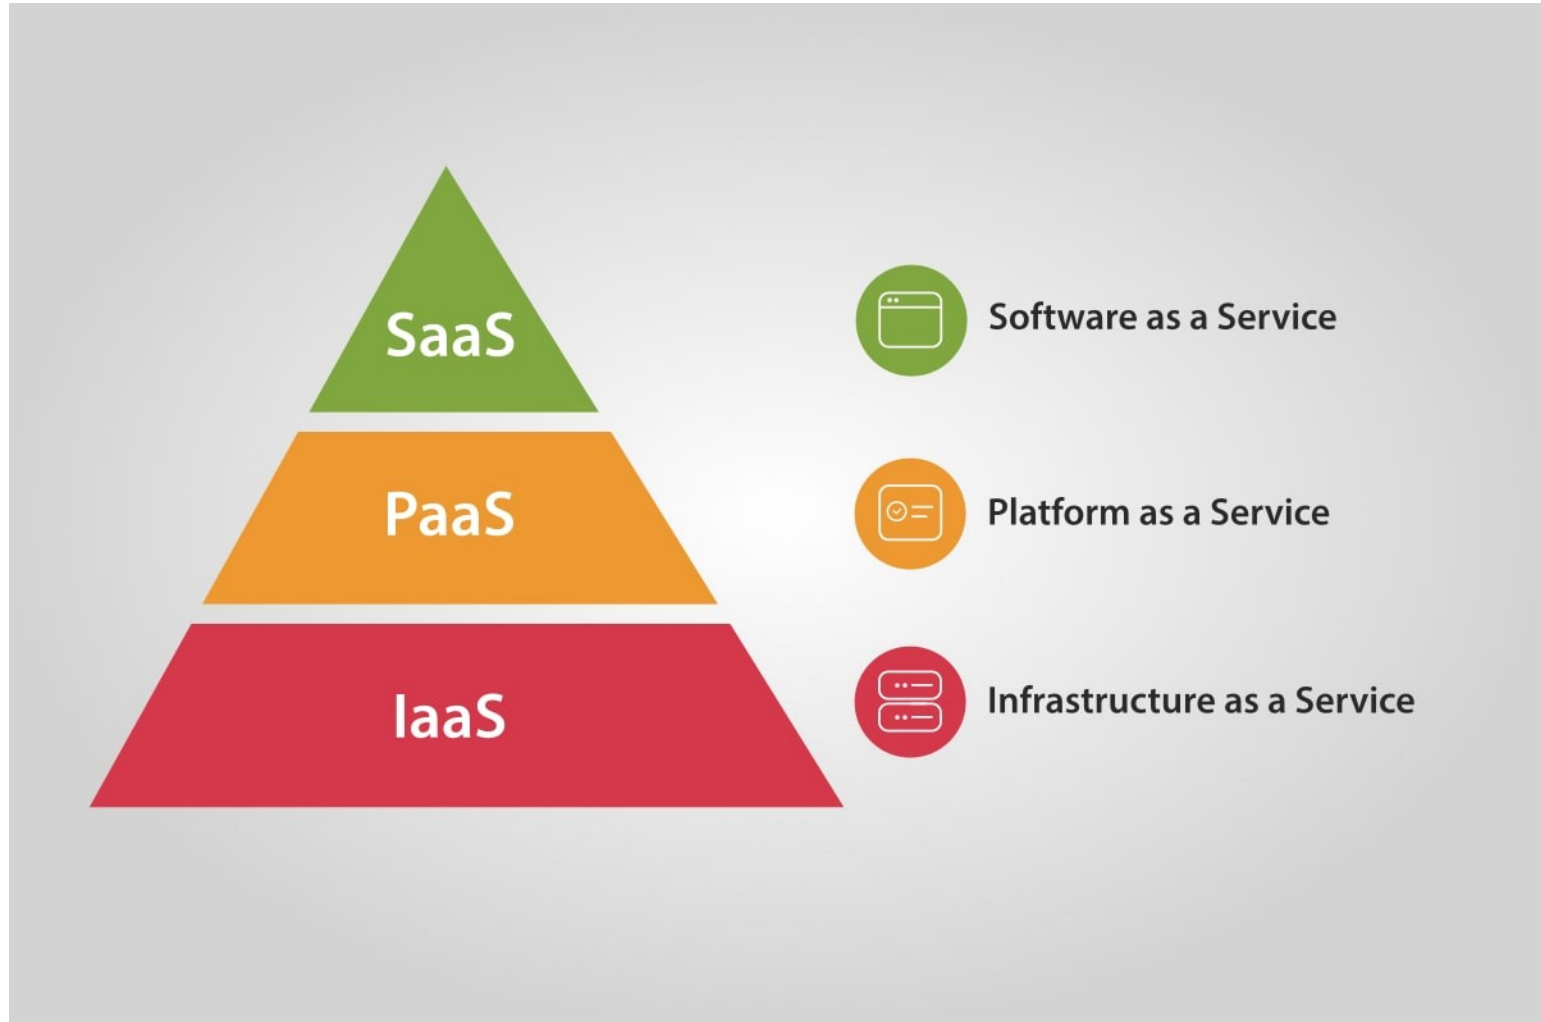 SaaS
Software as a Service
PaaS
Platform as a Service
IaaS
Infrastructure as a Service